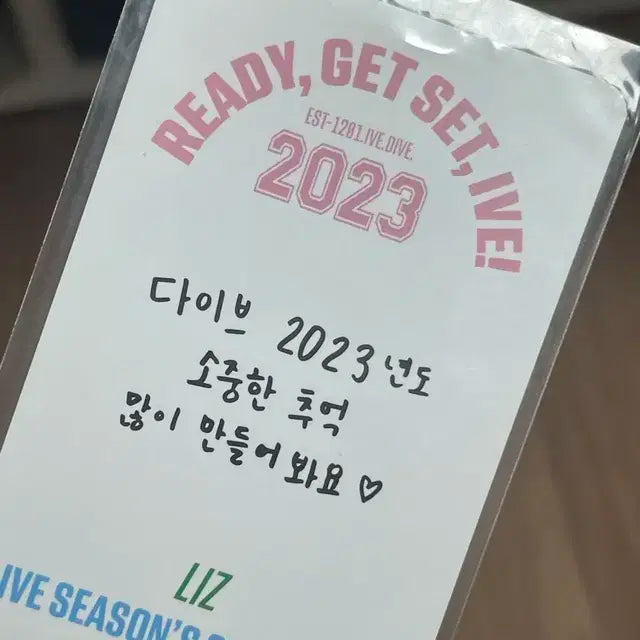 READY, GET SET, IVE!
EST-1201.IVE.DIVE.
2023
다이브 2023년도
소중한 추억
많이 만들어봐요♡
LIZ
IVE SEASON'S